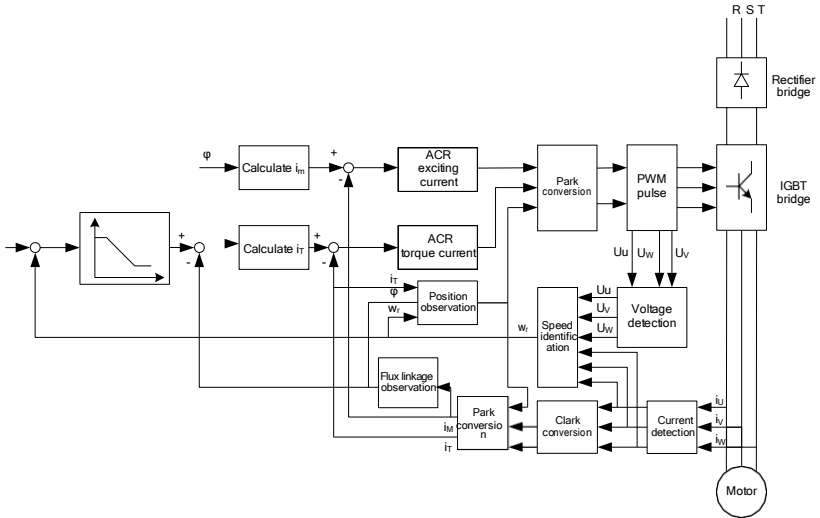 R S T
Rectifier
bridge
φ
Calculate im
+
-
ACR
exciting
current
Park
conversion
PWM
pulse
IGBT
bridge
+
-
Calculate iT
+
-
ACR
torque current
Uu UW UV
iT
φ
wr
Position
observation
wr
Speed
identific
ation
Uu
UV
UW
Voltage
detection
Flux linkage
observation
iM
iT
Park
conversio
n
Clark
conversion
Current
detection
iU
iV
iW
Motor